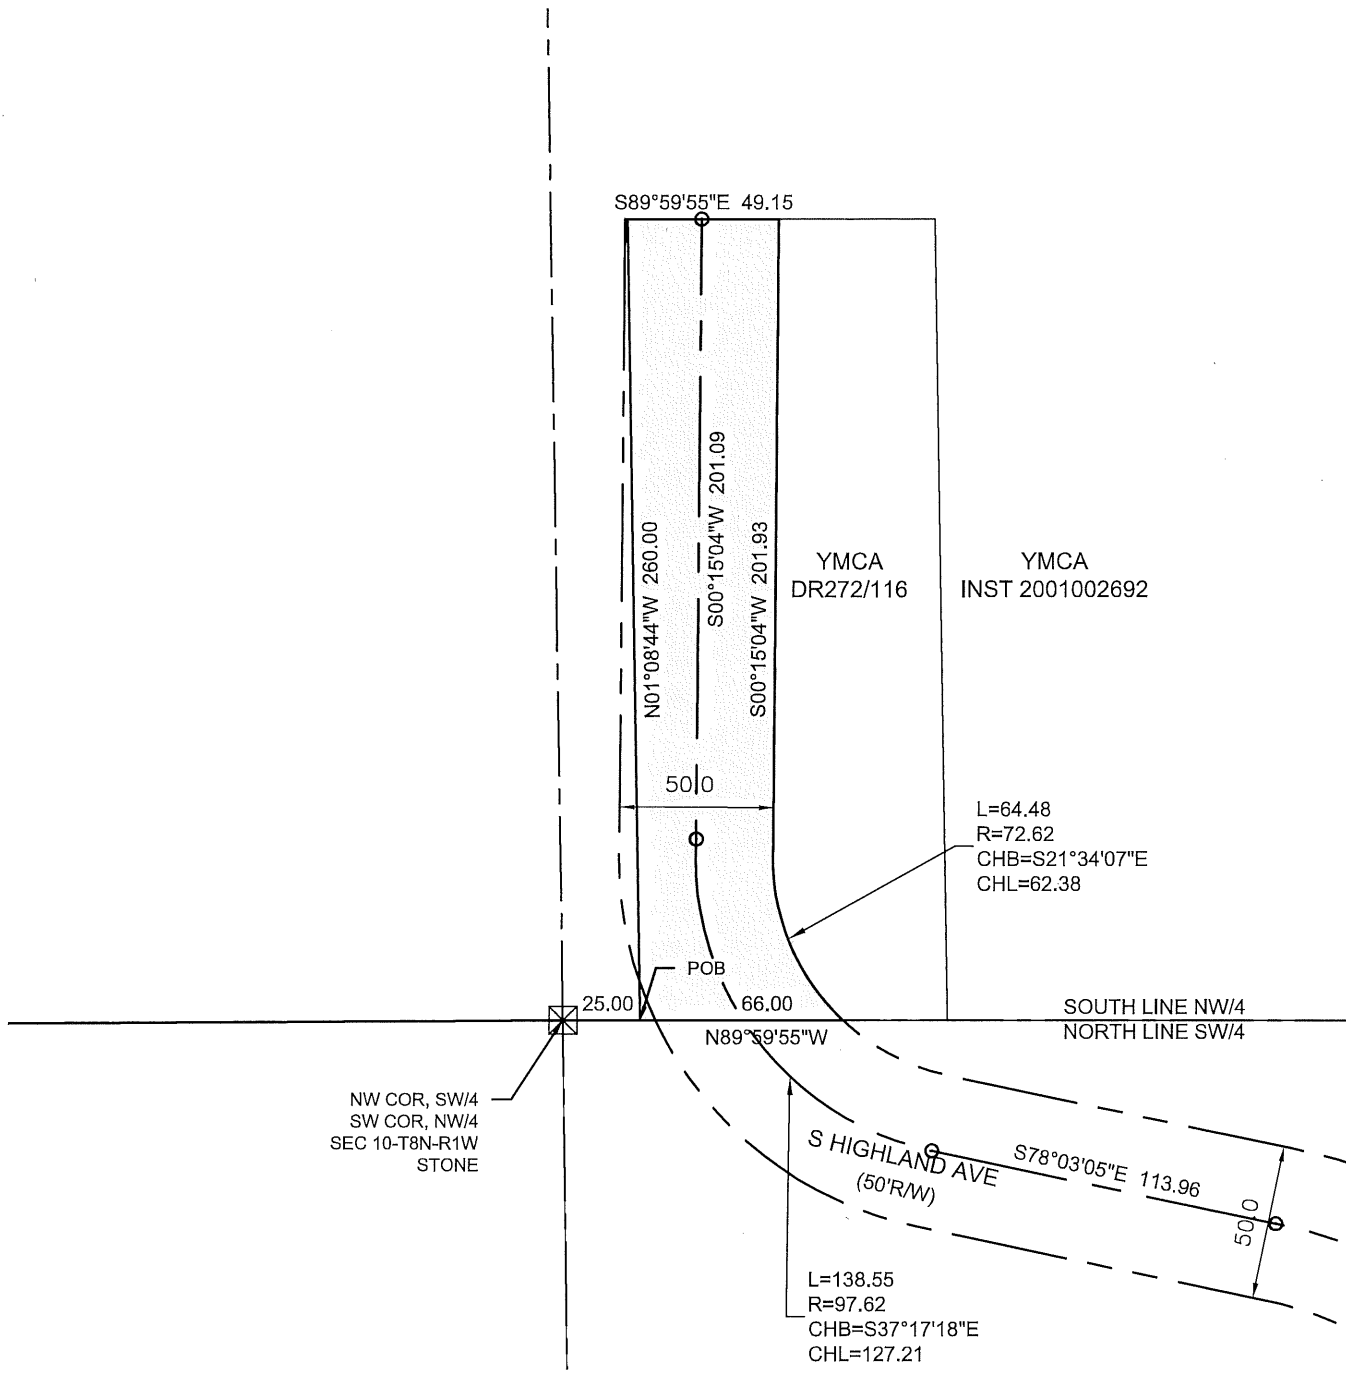 S89°59'55"E 49.15
N01°08'44"W 260.00
S00°15'04"W 201.09
S00°15'04"W 201.93
YMCA
DR272/116
YMCA
INST 2001002692
50.0
L=64.48
R=72.62
CHB=S21°34'07"E
CHL=62.38
POB
25.00
66.00
N89°59'55"W
SOUTH LINE NW/4
NORTH LINE SW/4
NW COR, SW/4
SW COR, NW/4
SEC 10-T8N-R1W
STONE
S HIGHLAND AVE
(50'R/W)
S78°03'05"E 113.96
50.0
L=138.55
R=97.62
CHB=S37°17'18"E
CHL=127.21